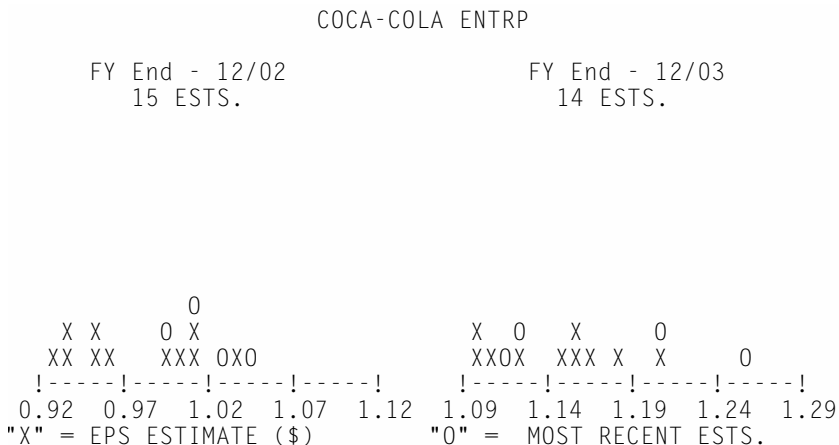 COCA-COLA ENTRP
FY End - 12/02 FY End - 12/03
15 ESTS. 14 ESTS.
O
X X O X X O X O
XX XX XXX OXO XXOX XXX X X O
!-----!-----!-----!-----! !-----!-----!-----!-----!
0.92 0.97 1.02 1.07 1.12 1.09 1.14 1.19 1.24 1.29
"X" = EPS ESTIMATE ($) "O" = MOST RECENT ESTS.